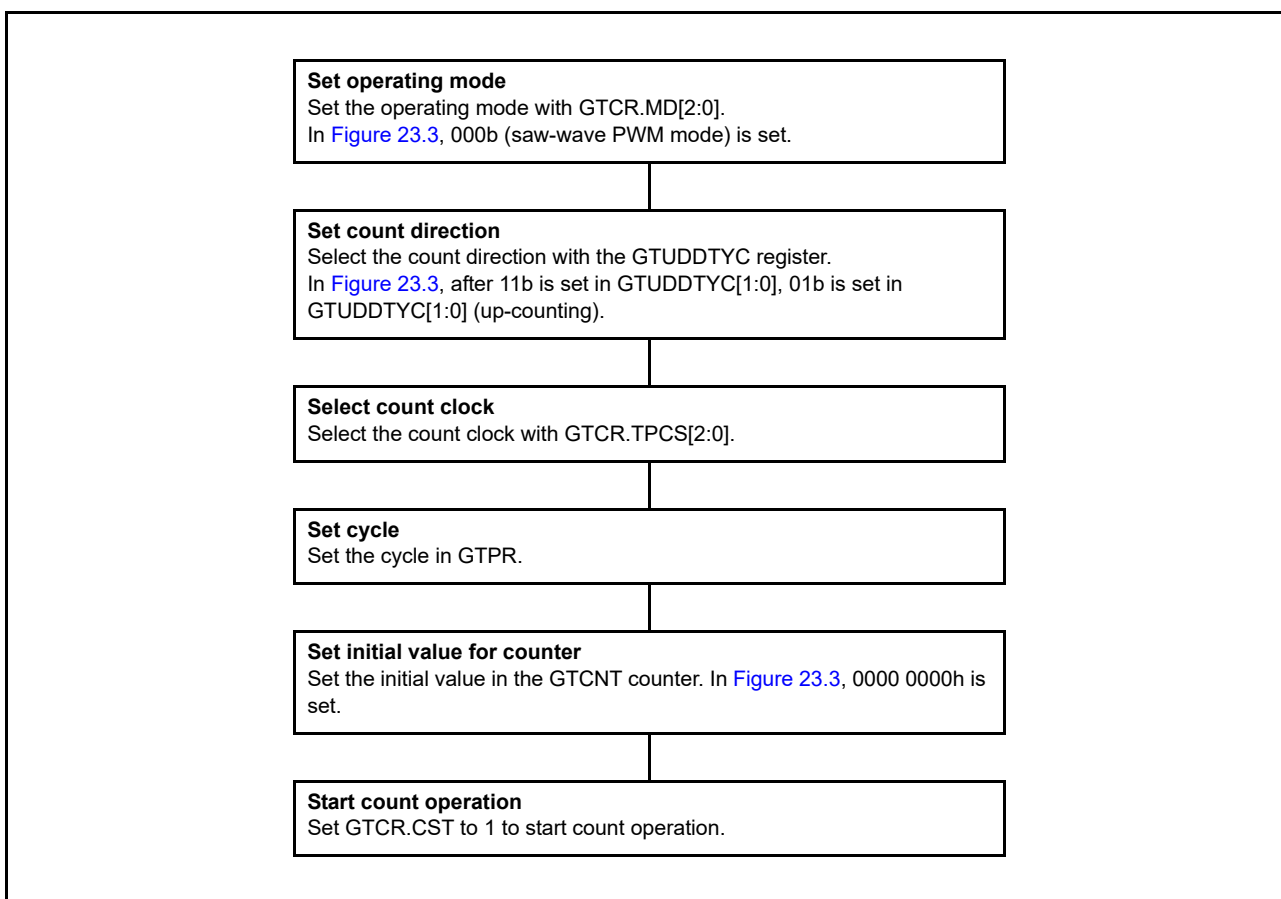 Set operating mode
Set the operating mode with GTCR.MD[2:0].
In Figure 23.3, 000b (saw-wave PWM mode) is set.
Set count direction
Select the count direction with the GTUDDTYC register.
In Figure 23.3, after 11b is set in GTUDDTYC[1:0], 01b is set in
GTUDDTYC[1:0] (up-counting).
Select count clock
Select the count clock with GTCR.TPCS[2:0].
Set cycle
Set the cycle in GTPR.
Set initial value for counter
Set the initial value in the GTCNT counter. In Figure 23.3, 0000 0000h is
set.
Start count operation
Set GTCR.CST to 1 to start count operation.